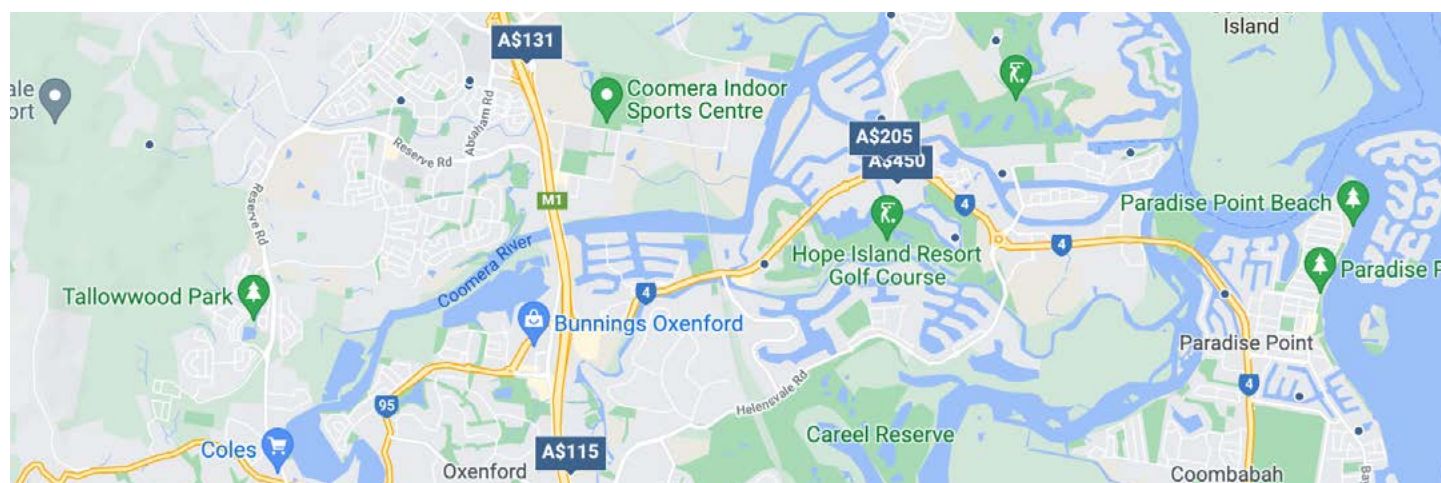 Island
A$131
ale
ort
Coomera Indoor
Sports Centre
Abraham Rd
A$205
A$450
Reserve Rd
M1
Reserve Rd
Paradise Point Beach
4
4
Coomera River
Hope Island Resort
Golf Course
Paradise P
Tallowwood Park
4
Bunnings Oxenford
Paradise Point
4
Helensvale Rd
95
Careel Reserve
Coles
A$115
Oxenford
Coombabah